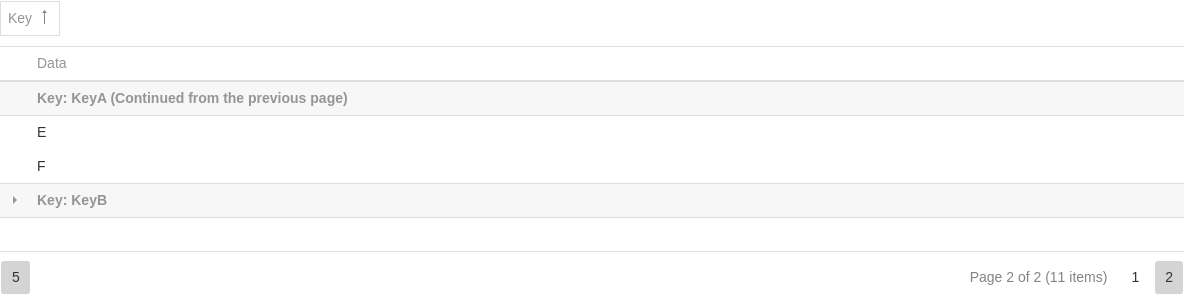 Key ↑
Data
Key: KeyA (Continued from the previous page)
E
F
Key: KeyB
5 Page 2 of 2 (11 items) 1 2